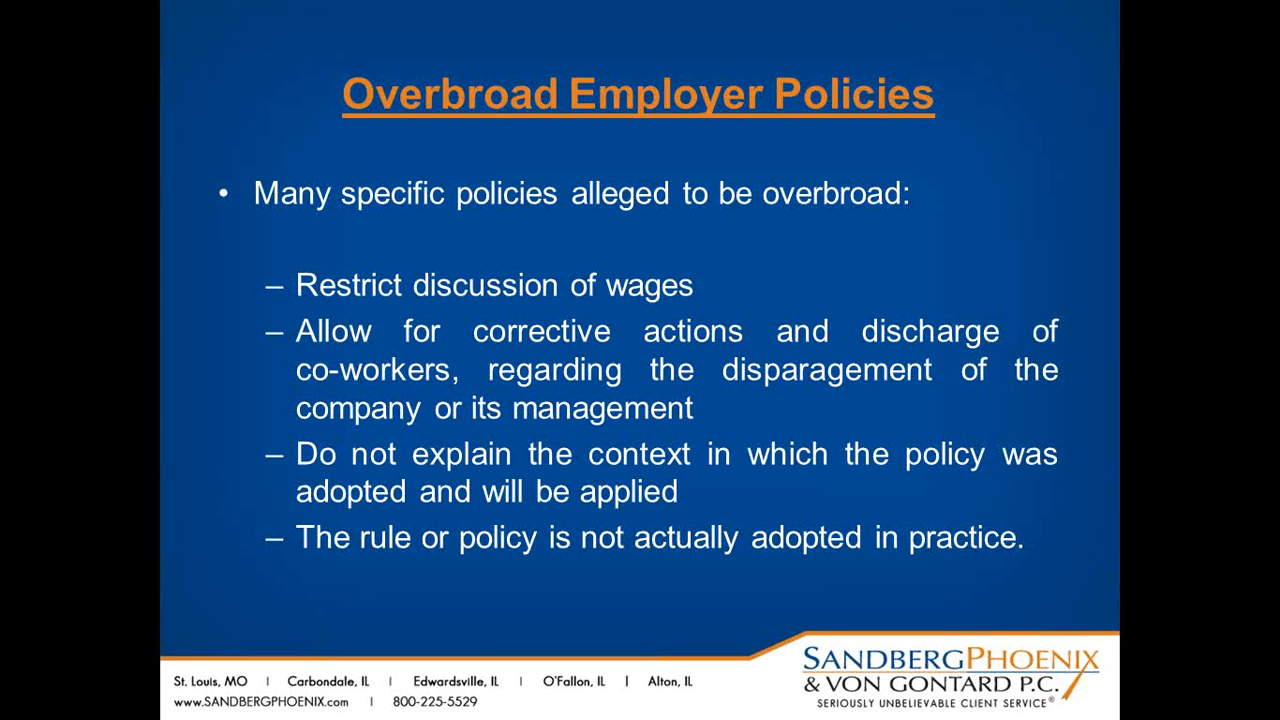 Overbroad Employer Policies
• Many specific policies alleged to be overbroad:
– Restrict discussion of wages
– Allow for corrective actions and discharge of
co-workers, regarding the disparagement of the
company or its management
– Do not explain the context in which the policy was
adopted and will be applied
– The rule or policy is not actually adopted in practice.
St. Louis, MO | Carbondale, IL | Edwardsville, IL | O'Fallon, IL | Alton, IL
www.SANDBERGPHOENIX.com | 800-225-5529
SANDBERGPHOENIX
& VON GONTARD P.C.
SERIOUSLY UNBELIEVABLE CLIENT SERVICE®